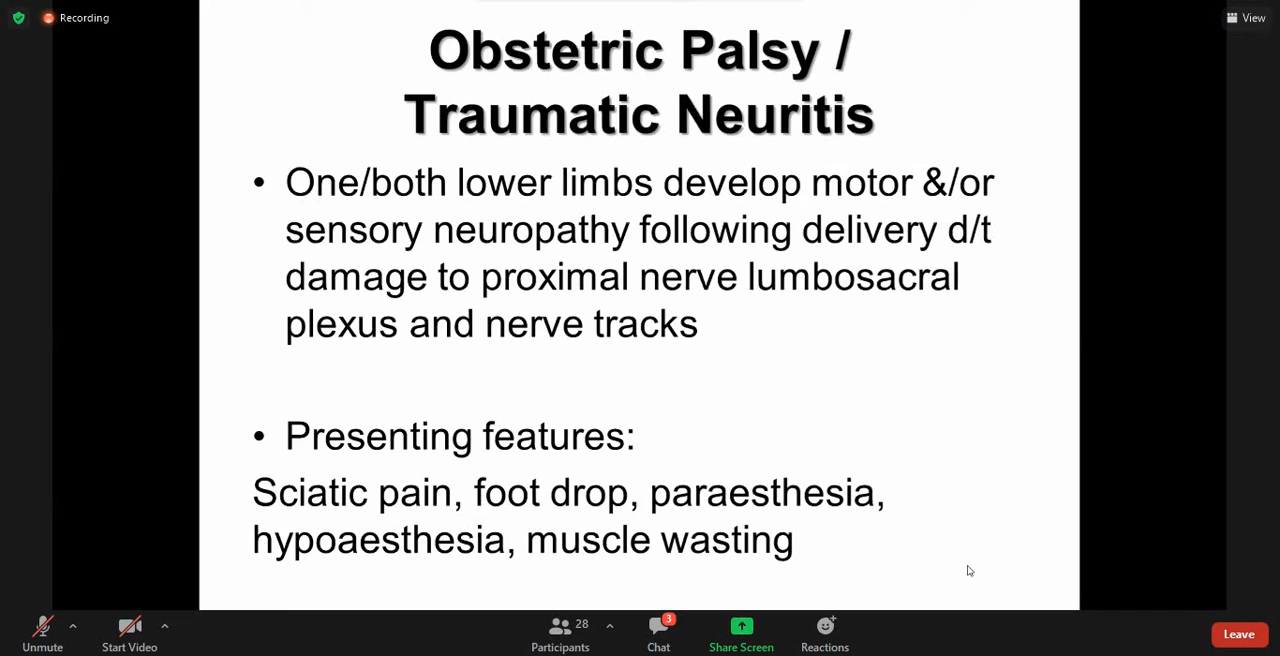 Recording
View
Obstetric Palsy /
Traumatic Neuritis
• One/both lower limbs develop motor &/or
sensory neuropathy following delivery d/t
damage to proximal nerve lumbosacral
plexus and nerve tracks
• Presenting features:
Sciatic pain, foot drop, paraesthesia,
hypoaesthesia, muscle wasting
28
3
Unmute
Start Video
Participants
Chat
Share Screen
Reactions
Leave